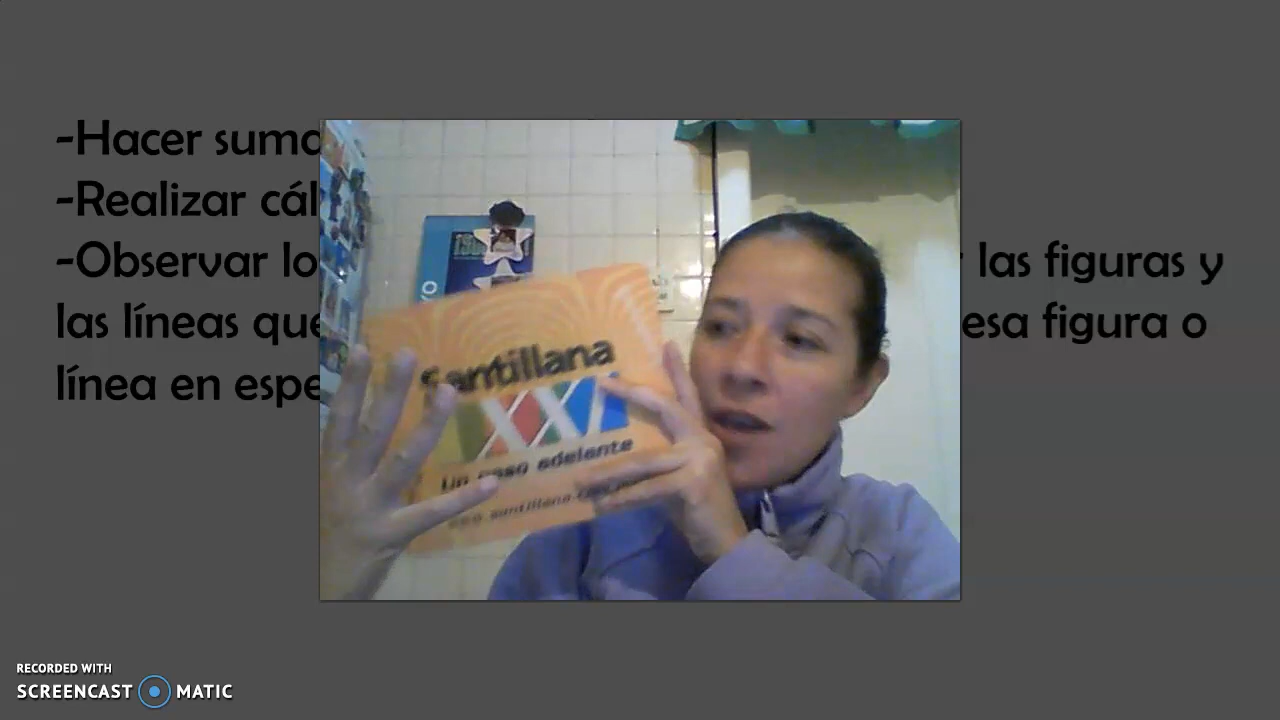 -Hacer suma
-Realizar cál
-Observar lo las figuras y
las líneas que esa figura o
línea en espe
Santillana
XXI
Un paso adelante
RECORDED WITH
SCREENCAST MATIC